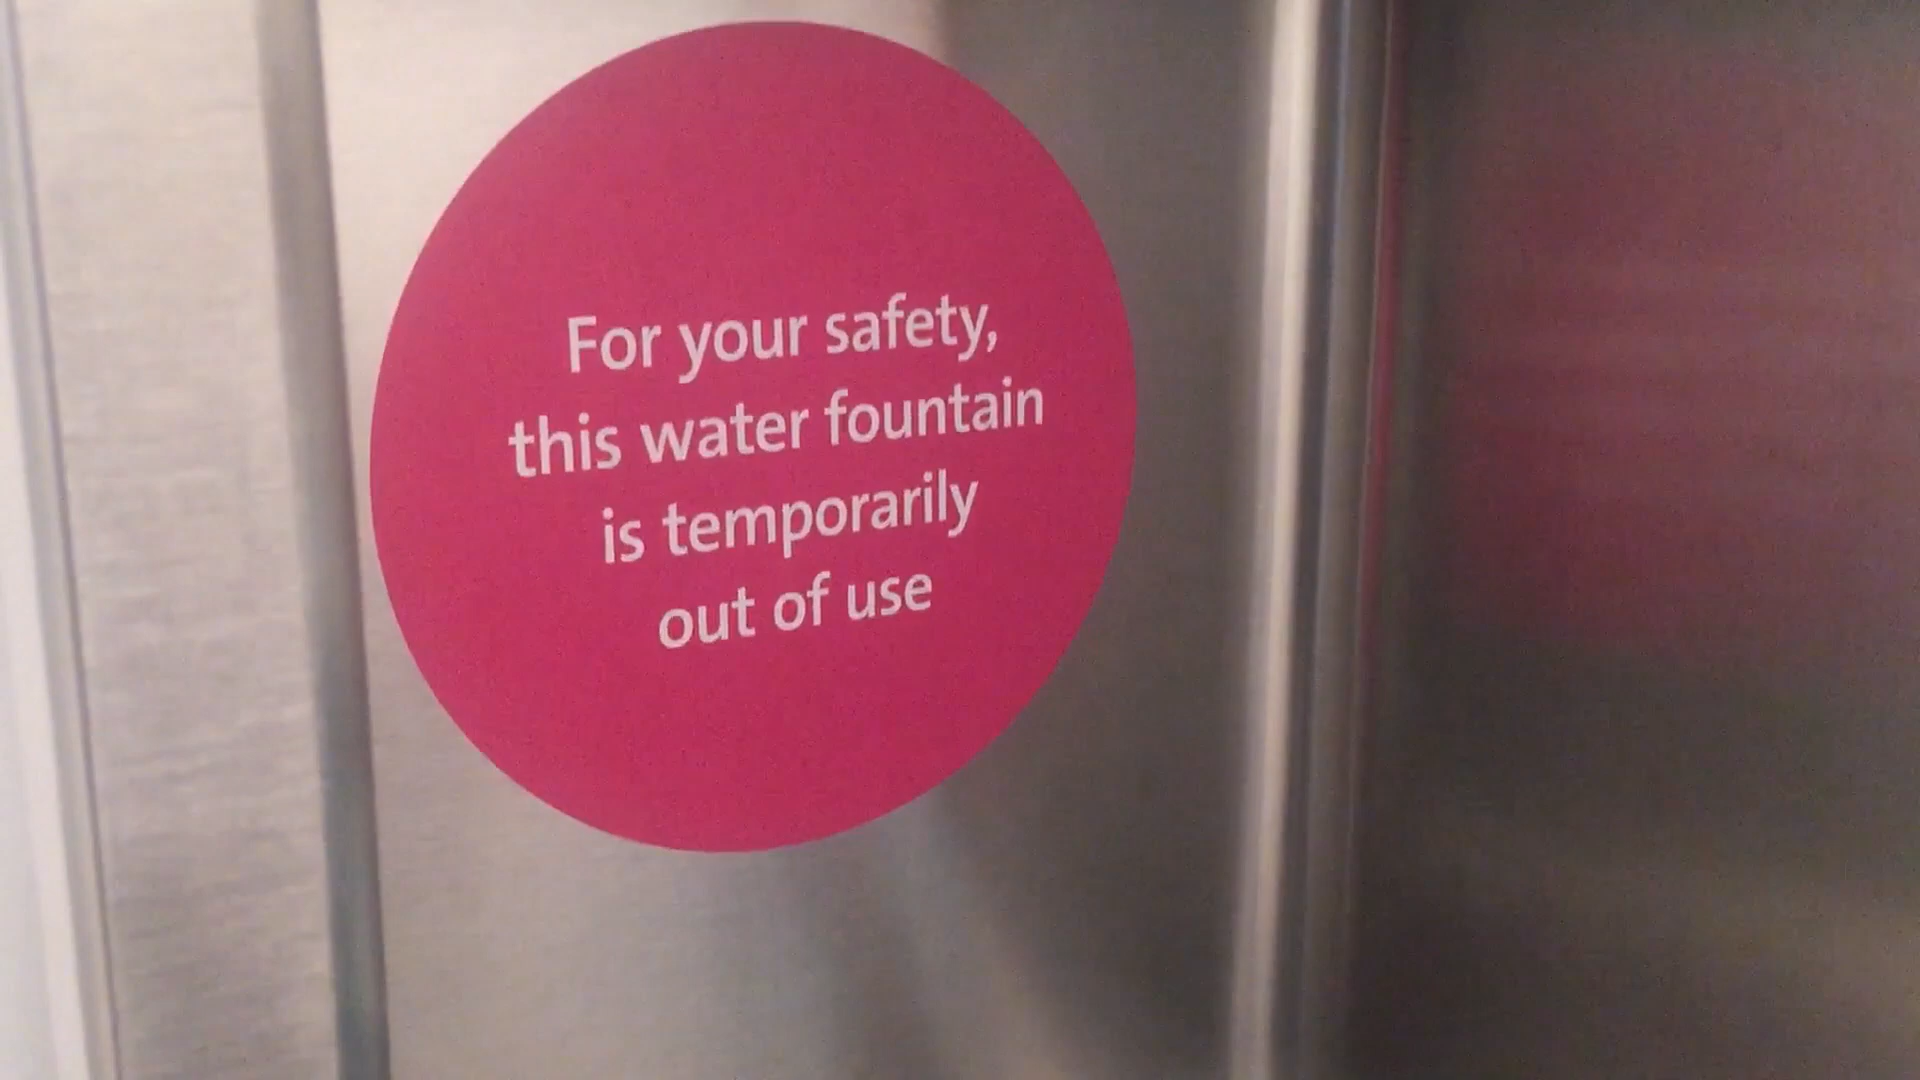 For your safety,
this water fountain
is temporarily
out of use